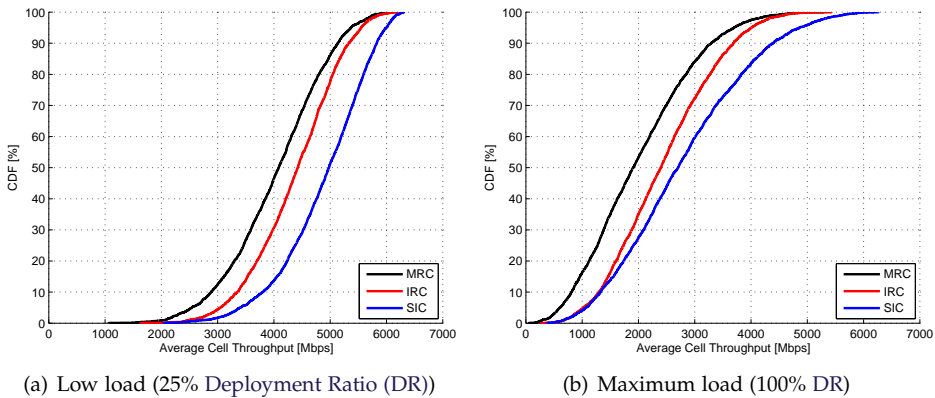 100
90
80
70
60
50
40
30
20
10
0
CDF [%]
0 1000 2000 3000 4000 5000 6000 7000
Average Cell Throughput [Mbps]
MRC
IRC
SIC
(a) Low load (25% Deployment Ratio (DR))
100
90
80
70
60
50
40
30
20
10
0
CDF [%]
0 1000 2000 3000 4000 5000 6000 7000
Average Cell Throughput [Mbps]
MRC
IRC
SIC
(b) Maximum load (100% DR)